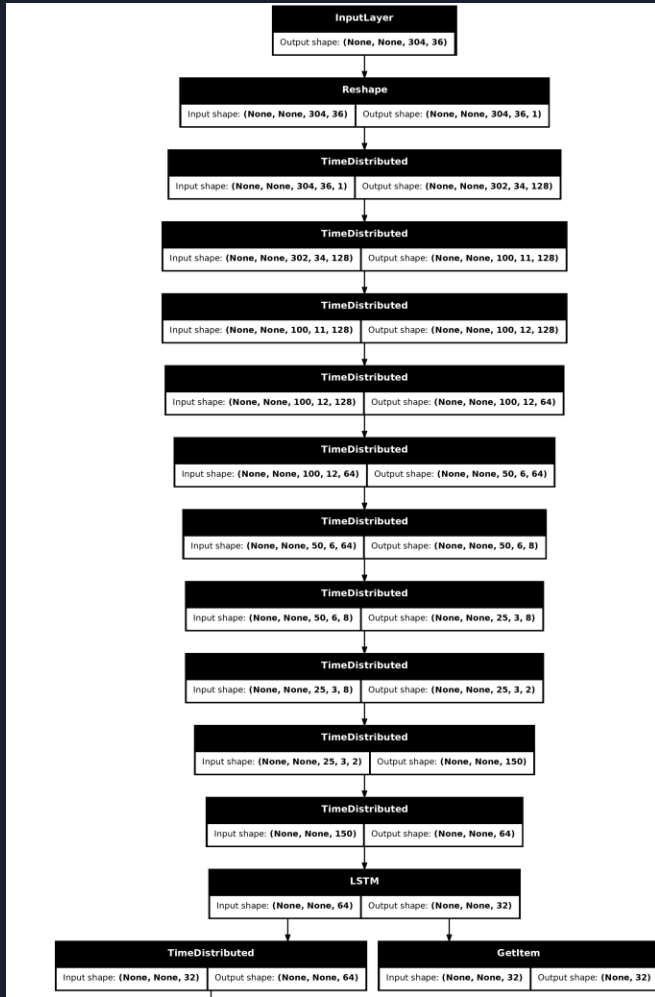 InputLayer
Output shape: (None, None, 304, 36)
Reshape
Input shape: (None, None, 304, 36) Output shape: (None, None, 304, 36, 1)
TimeDistributed
Input shape: (None, None, 304, 36, 1) Output shape: (None, None, 302, 34, 128)
TimeDistributed
Input shape: (None, None, 302, 34, 128) Output shape: (None, None, 100, 11, 128)
TimeDistributed
Input shape: (None, None, 100, 11, 128) Output shape: (None, None, 100, 12, 128)
TimeDistributed
Input shape: (None, None, 100, 12, 128) Output shape: (None, None, 100, 12, 64)
TimeDistributed
Input shape: (None, None, 100, 12, 64) Output shape: (None, None, 50, 6, 64)
TimeDistributed
Input shape: (None, None, 50, 6, 64) Output shape: (None, None, 50, 6, 8)
TimeDistributed
Input shape: (None, None, 50, 6, 8) Output shape: (None, None, 25, 3, 8)
TimeDistributed
Input shape: (None, None, 25, 3, 8) Output shape: (None, None, 25, 3, 2)
TimeDistributed
Input shape: (None, None, 25, 3, 2) Output shape: (None, None, 150)
TimeDistributed
Input shape: (None, None, 150) Output shape: (None, None, 64)
LSTM
Input shape: (None, None, 64) Output shape: (None, None, 32)
TimeDistributed GetItem
Input shape: (None, None, 32) Output shape: (None, None, 64) Input shape: (None, None, 32) Output shape: (None, 32)